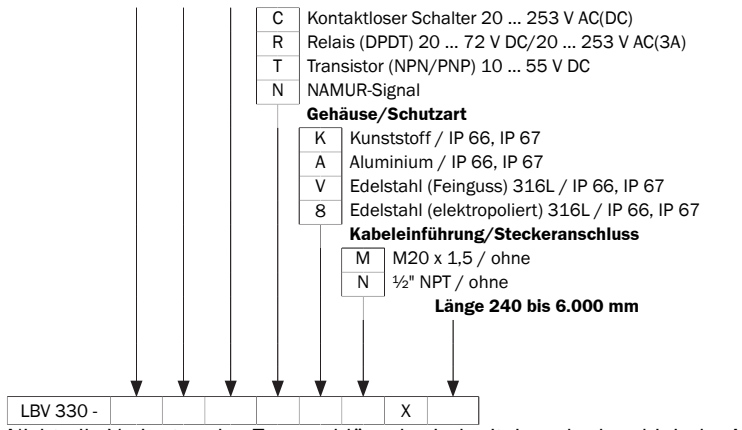 C Kontaktloser Schalter 20 ... 253 V AC(DC)
R Relais (DPDT) 20 ... 72 V DC/20 ... 253 V AC(3A)
T Transistor (NPN/PNP) 10 ... 55 V DC
N NAMUR-Signal
Gehäuse/Schutzart
K Kunststoff / IP 66, IP 67
A Aluminium / IP 66, IP 67
V Edelstahl (Feinguss) 316L / IP 66, IP 67
8 Edelstahl (elektropoliert) 316L / IP 66, IP 67
Kabeleinführung/Steckeranschluss
M M20 x 1,5 / ohne
N ½" NPT / ohne
Länge 240 bis 6.000 mm
LBV 330 - X